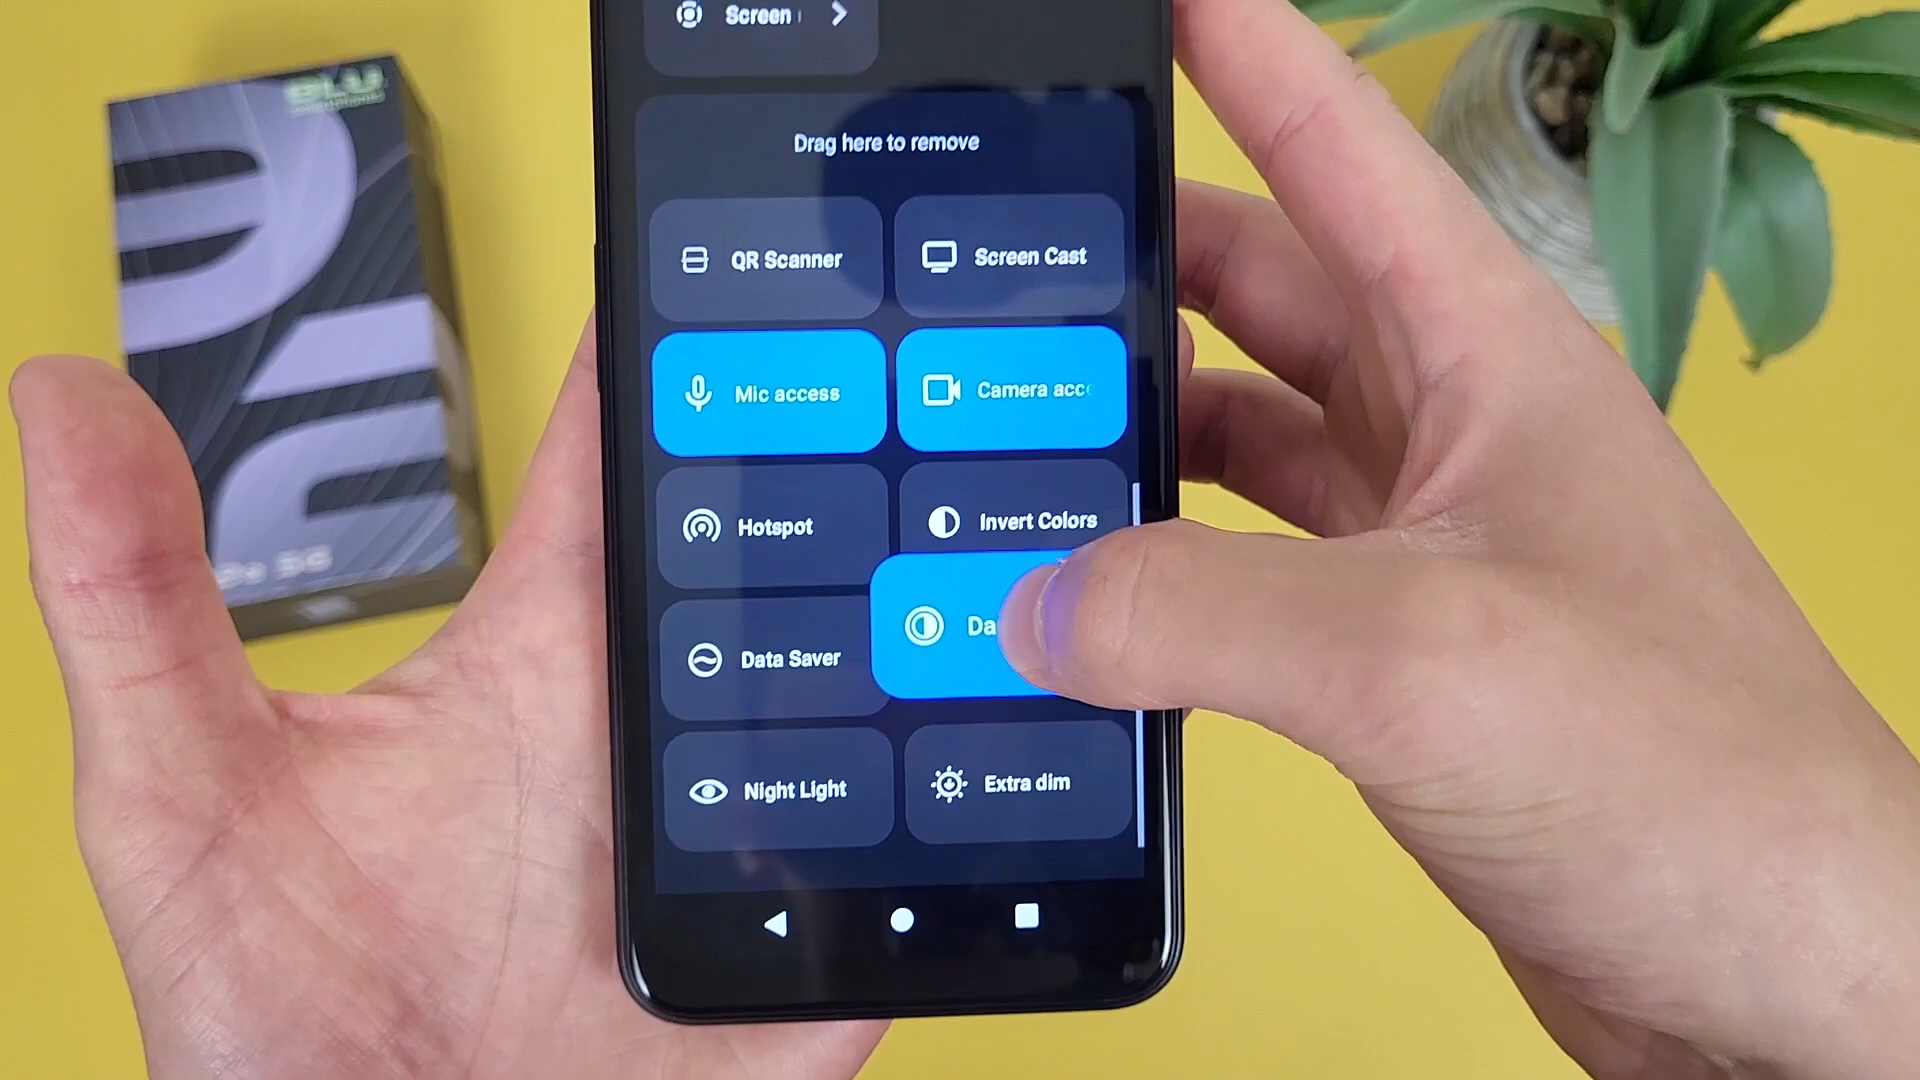 Screen
BLU
Drag here to remove
QR Scanner
Screen Cast
Mic access
Camera acc
Hotspot
Invert Colors
Da
Data Saver
Night Light
Extra dim